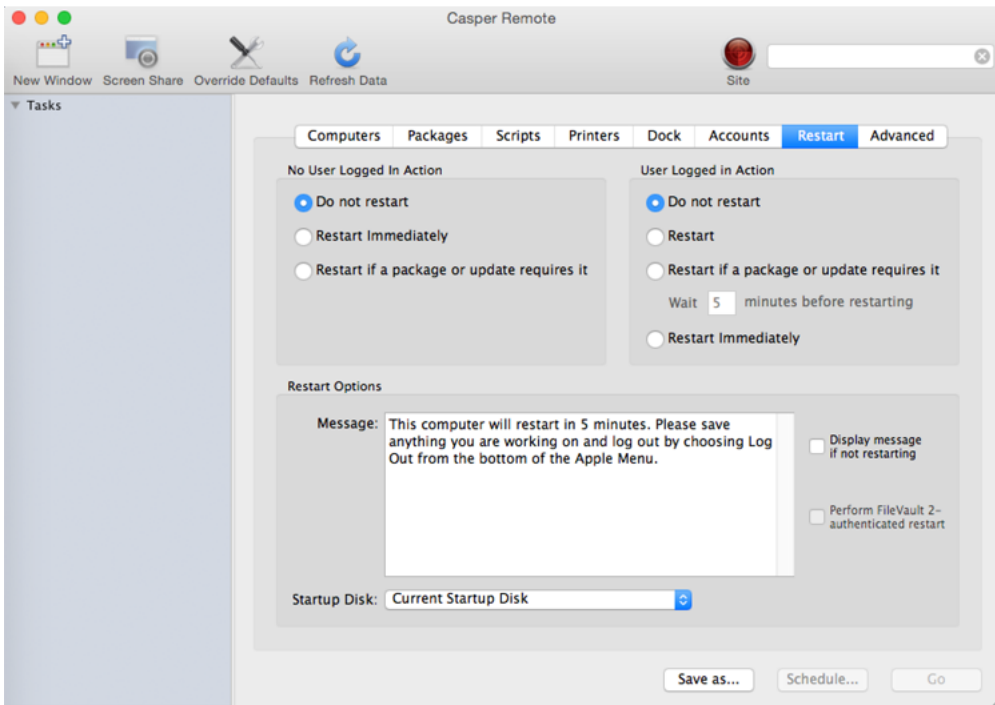 Casper Remote
New Window Screen Share Override Defaults Refresh Data Site
Tasks
Computers Packages Scripts Printers Dock Accounts Restart Advanced
No User Logged In Action
Do not restart
Restart Immediately
Restart if a package or update requires it
User Logged in Action
Do not restart
Restart
Restart if a package or update requires it
Wait 5 minutes before restarting
Restart Immediately
Restart Options
Message: This computer will restart in 5 minutes. Please save
anything you are working on and log out by choosing Log
Out from the bottom of the Apple Menu.
Display message
if not restarting
Perform FileVault 2-
authenticated restart
Startup Disk: Current Startup Disk
Save as... Schedule... Go